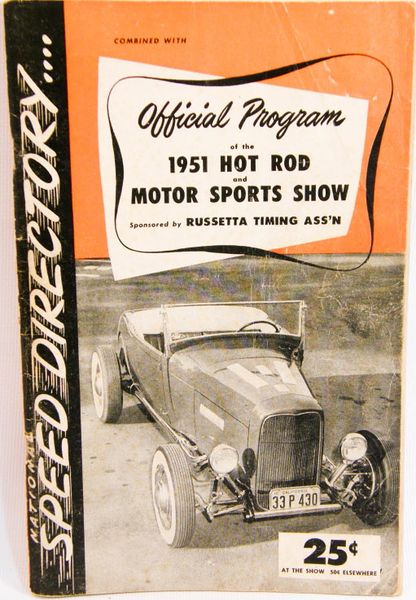 COMBINED WITH
Official Program
of the
1951 HOT ROD
and
MOTOR SPORTS SHOW
Sponsored by RUSSETTA TIMING ASS'N
NATIONAL
SPEED DIRECTORY....
CALIFORNIA
33 P 430
25¢
AT THE SHOW 50¢ ELSEWHERE